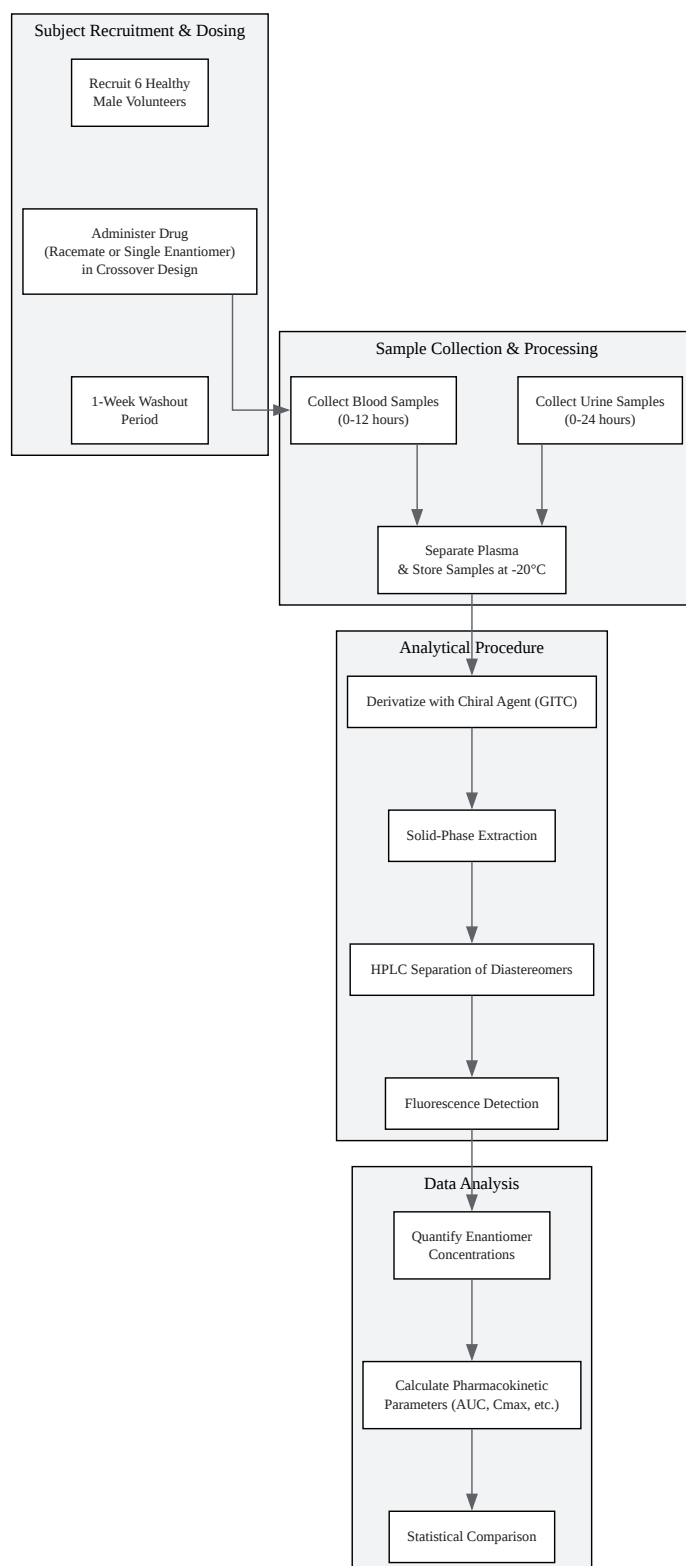 Subject Recruitment & Dosing
Recruit 6 Healthy
Male Volunteers
Administer Drug
(Racemate or Single Enantiomer)
in Crossover Design
1-Week Washout
Period
Sample Collection & Processing
Collect Blood Samples
(0-12 hours)
Collect Urine Samples
(0-24 hours)
Separate Plasma
& Store Samples at -20°C
Analytical Procedure
Derivatize with Chiral Agent (GITC)
Solid-Phase Extraction
HPLC Separation of Diastereomers
Fluorescence Detection
Data Analysis
Quantify Enantiomer
Concentrations
Calculate Pharmacokinetic
Parameters (AUC, Cmax, etc.)
Statistical Comparison